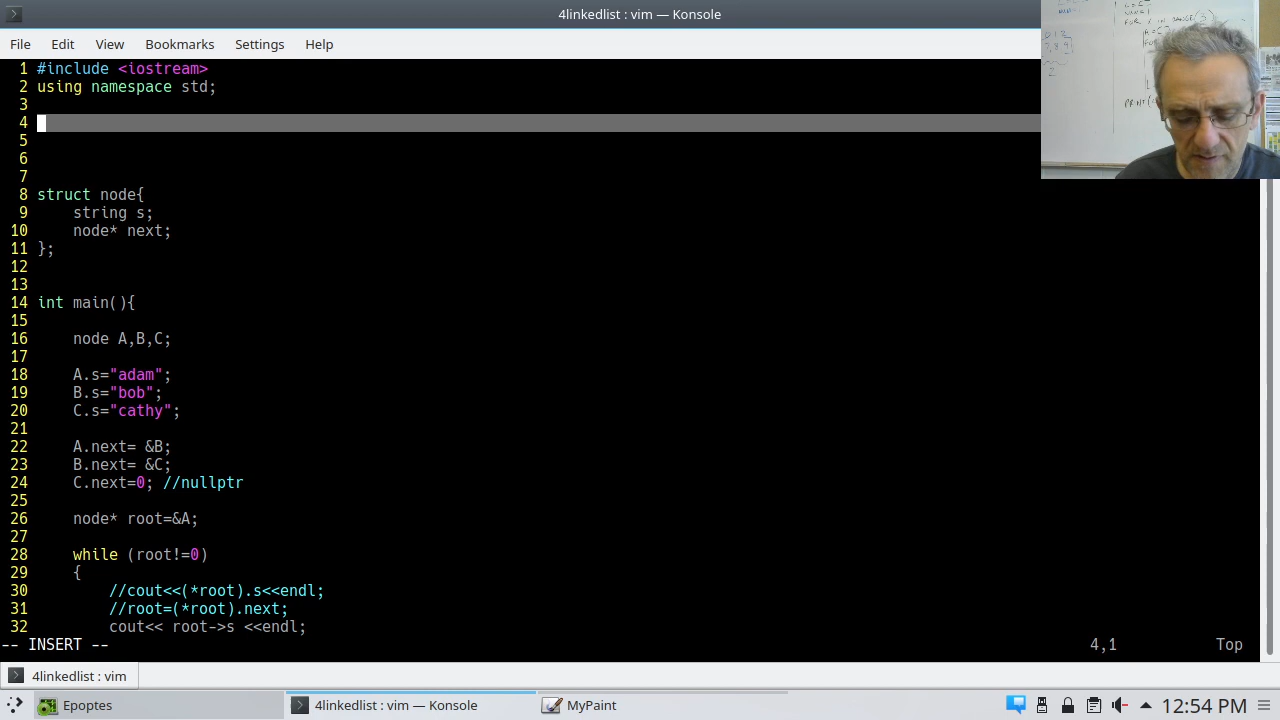 4linkedlist : vim — Konsole
File Edit View Bookmarks Settings Help
1 #include <iostream>
2 using namespace std;
3
4
5
6
7
8 struct node{
9 string s;
10 node* next;
11 };
12
13
14 int main(){
15
16 node A,B,C;
17
18 A.s="adam";
19 B.s="bob";
20 C.s="cathy";
21
22 A.next= &B;
23 B.next= &C;
24 C.next=0; //nullptr
25
26 node* root=&A;
27
28 while (root!=0)
29 {
30 //cout<<(*root).s<<endl;
31 //root=(*root).next;
32 cout<< root->s <<endl;
-- INSERT -- 4,1 Top
4linkedlist : vim
Epoptes 4linkedlist : vim — Konsole MyPaint 12:54 PM